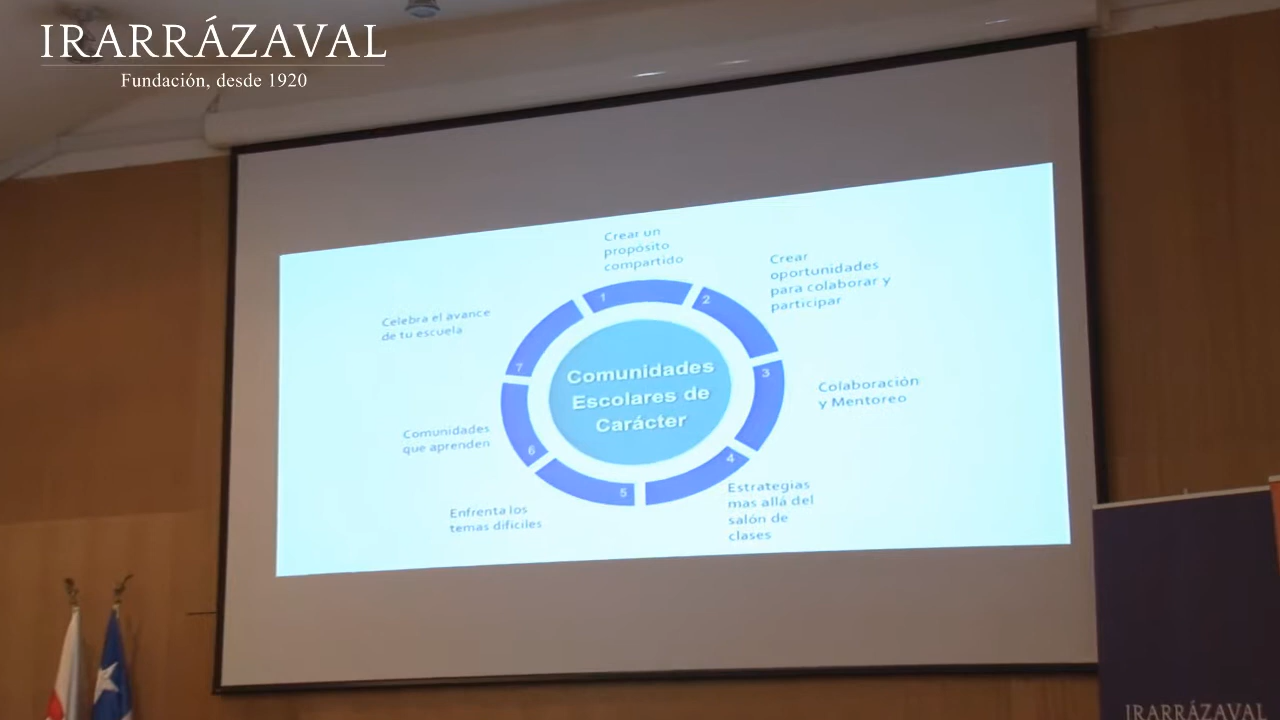 IRARRÁZAVAL
Fundación, desde 1920
Crear un
propósito
compartido
Crear
oportunidades
para colaborar y
participar
Celebra el avance
de tu escuela
1
2
3
4
5
6
7
Comunidades
Escolares de
Carácter
Colaboración
y Mentoreo
Comunidades
que aprenden
Estrategias
mas allá del
salón de
clases
Enfrenta los
temas difíciles
IRARRÁZAVAL